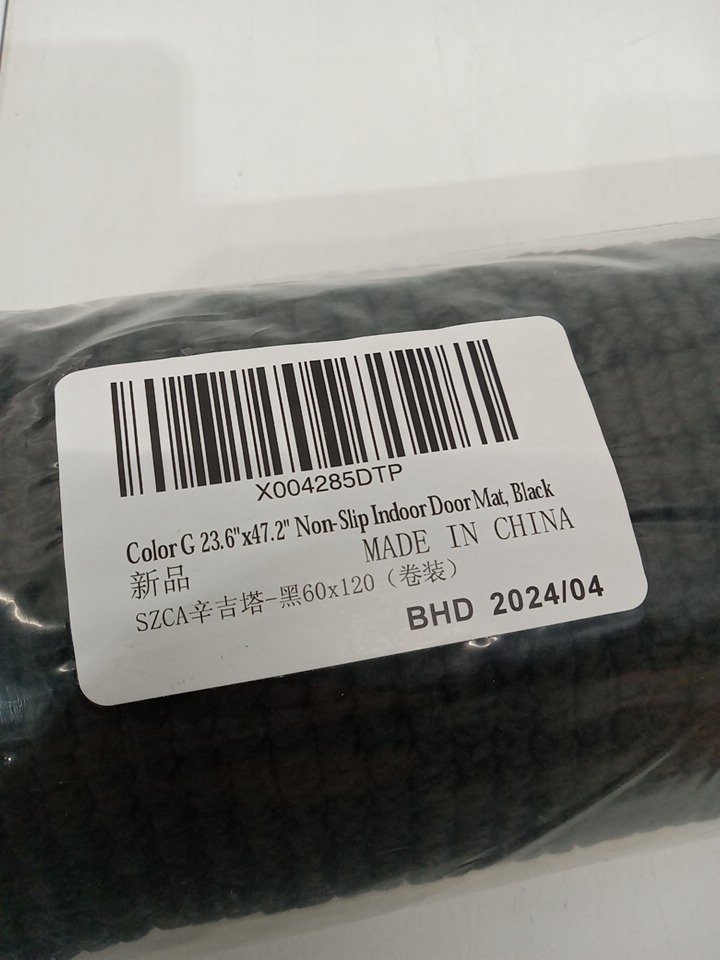 X004285DTP
Color G 23.6"x47.2" Non-Slip Indoor Door Mat, Black
新品 MADE IN CHINA
SZCA辛吉塔-黑60x120（卷装）
BHD 2024/04